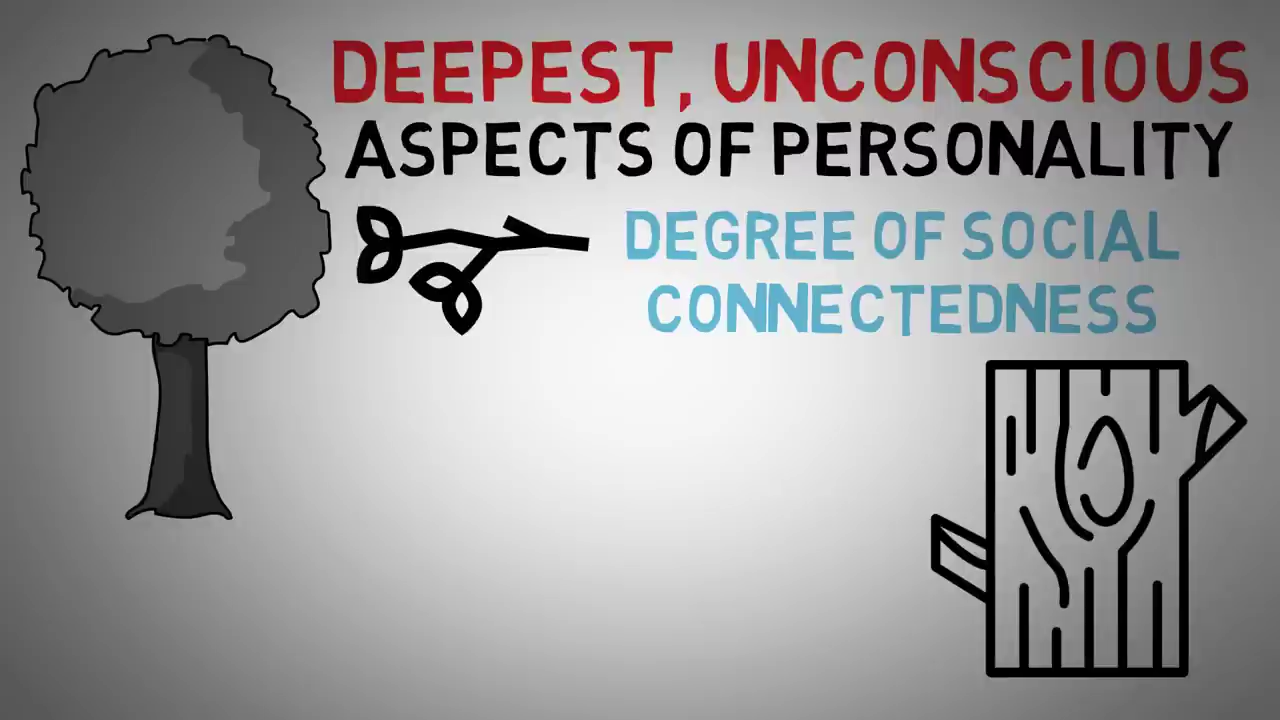 DEEPEST, UNCONSCIOUS
ASPECTS OF PERSONALITY
DEGREE OF SOCIAL
CONNECTEDNESS